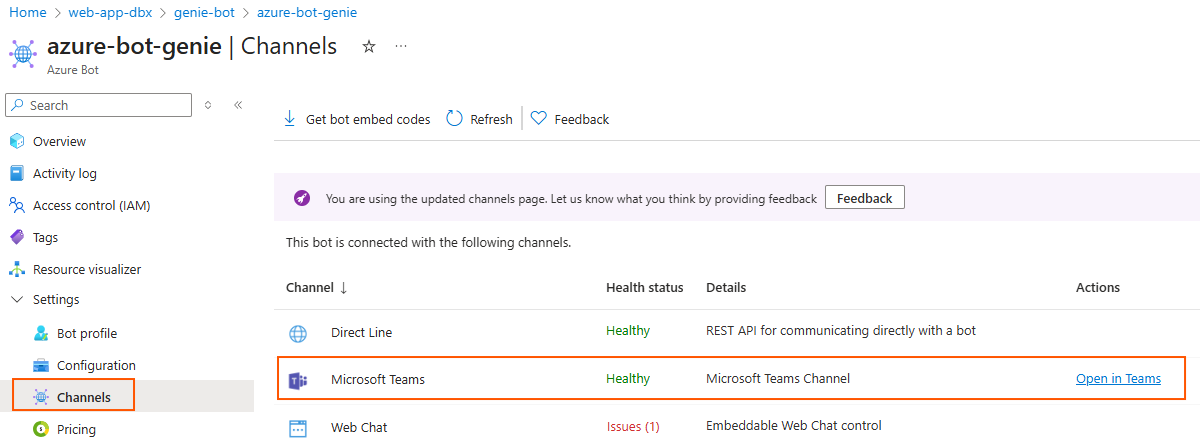 Home > web-app-dbx > genie-bot > azure-bot-genie
azure-bot-genie | Channels
Azure Bot
Search
Overview
Activity log
Access control (IAM)
Tags
Resource visualizer
Settings
Bot profile
Configuration
Channels
Pricing
Get bot embed codes Refresh Feedback
You are using the updated channels page. Let us know what you think by providing feedback Feedback
This bot is connected with the following channels.
Channel ↓ Health status Details Actions
Direct Line Healthy REST API for communicating directly with a bot
Microsoft Teams Healthy Microsoft Teams Channel Open in Teams
Web Chat Issues (1) Embeddable Web Chat control